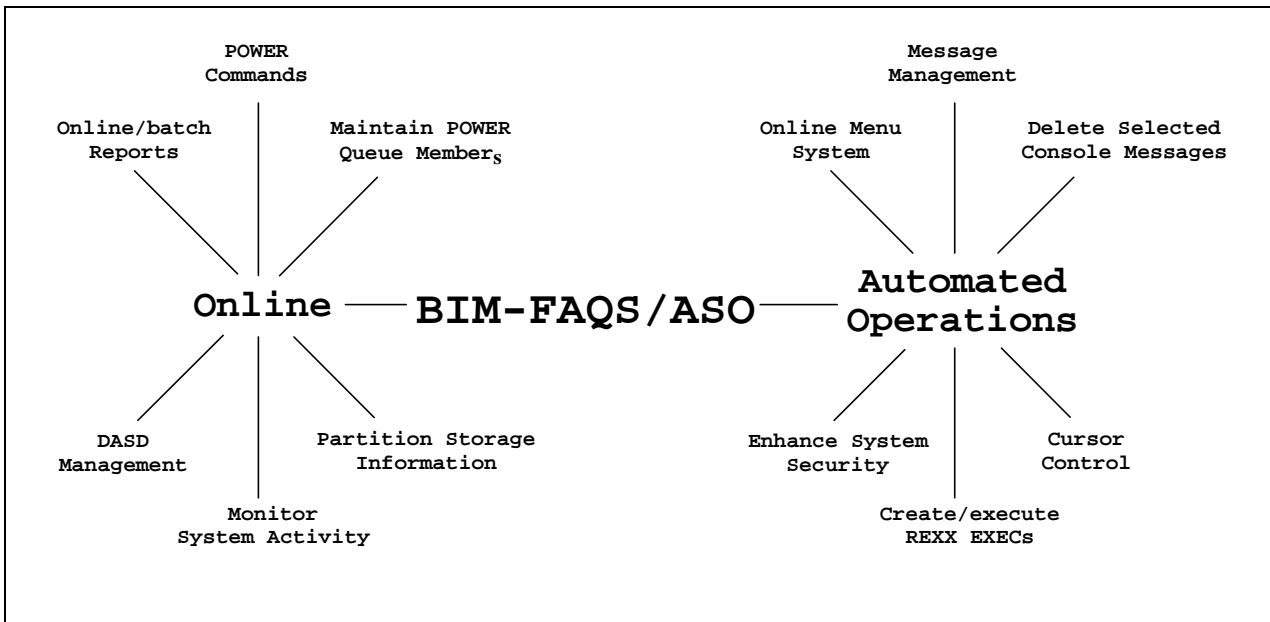 POWER
Commands
Online/batch
Reports
Maintain POWER
Queue Members
Online
DASD
Management
Monitor
System Activity
Partition Storage
Information
BIM-FAQS/ASO
Message
Management
Online Menu
System
Delete Selected
Console Messages
Automated
Operations
Enhance System
Security
Create/execute
REXX EXECs
Cursor
Control